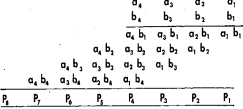 a₄ a₃ a₂ a₁
b₄ b₃ b₂ b₁
a₄ b₁ a₃ b₁ a₂ b₁ a₁ b₁
a₄ b₂ a₃ b₂ a₂ b₂ a₁ b₂
a₄ b₃ a₃ b₃ a₂ b₃ a₁ b₃
a₄ b₄ a₃ b₄ a₂ b₄ a₁ b₄
P₈ P₇ P₆ P₅ P₄ P₃ P₂ P₁